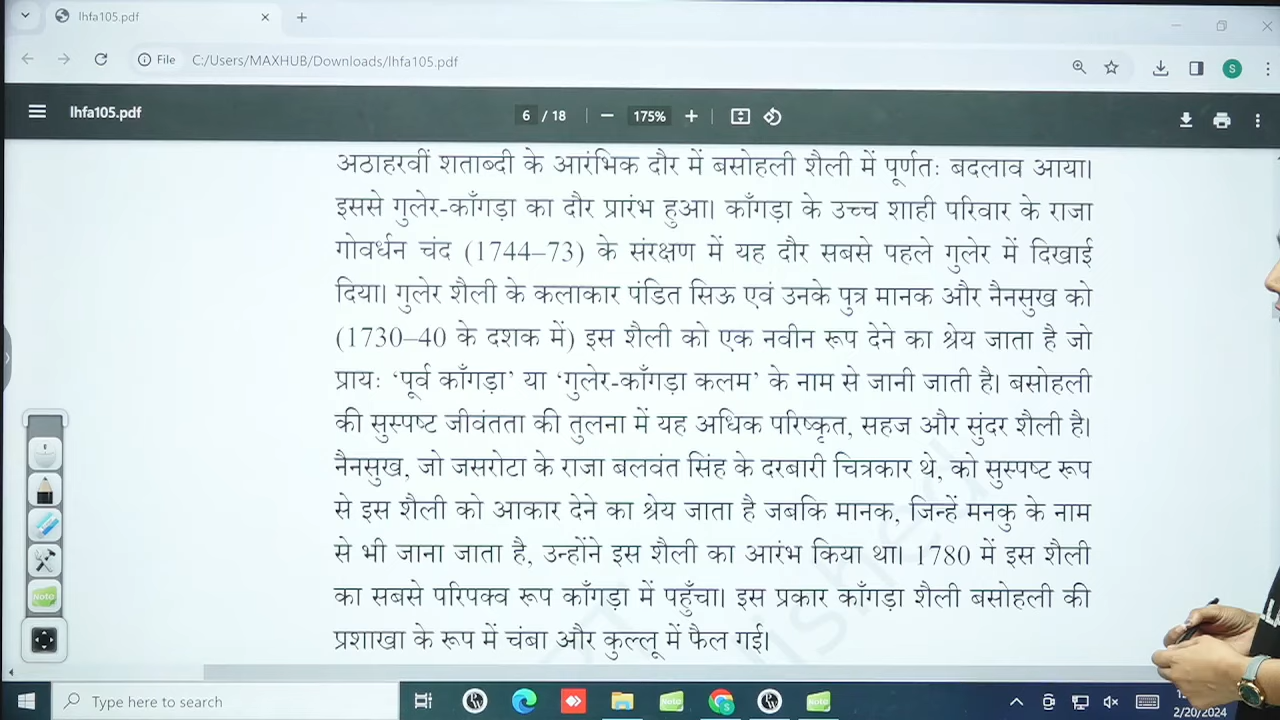 lhfa105.pdf
File C:/Users/MAXHUB/Downloads/lhfa105.pdf
S
lhfa105.pdf 6 / 18 175%
अठाहरवीं शताब्दी के आरंभिक दौर में बसोहली शैली में पूर्णतः बदलाव आया।
इससे गुलेर-काँगड़ा का दौर प्रारंभ हुआ। काँगड़ा के उच्च शाही परिवार के राजा
गोवर्धन चंद (1744–73) के संरक्षण में यह दौर सबसे पहले गुलेर में दिखाई
दिया। गुलेर शैली के कलाकार पंडित सिऊ एवं उनके पुत्र मानक और नैनसुख को
(1730–40 के दशक में) इस शैली को एक नवीन रूप देने का श्रेय जाता है जो
प्रायः ‘पूर्व काँगड़ा’ या ‘गुलेर-काँगड़ा कलम’ के नाम से जानी जाती है। बसोहली
की सुस्पष्ट जीवंतता की तुलना में यह अधिक परिष्कृत, सहज और सुंदर शैली है।
नैनसुख, जो जसरोटा के राजा बलवंत सिंह के दरबारी चित्रकार थे, को सुस्पष्ट रूप
से इस शैली को आकार देने का श्रेय जाता है जबकि मानक, जिन्हें मनकु के नाम
से भी जाना जाता है, उन्होंने इस शैली का आरंभ किया था। 1780 में इस शैली
का सबसे परिपक्व रूप काँगड़ा में पहुँचा। इस प्रकार काँगड़ा शैली बसोहली की
प्रशाखा के रूप में चंबा और कुल्लू में फैल गई।
Note
Type here to search
Note
Note
2/20/2024